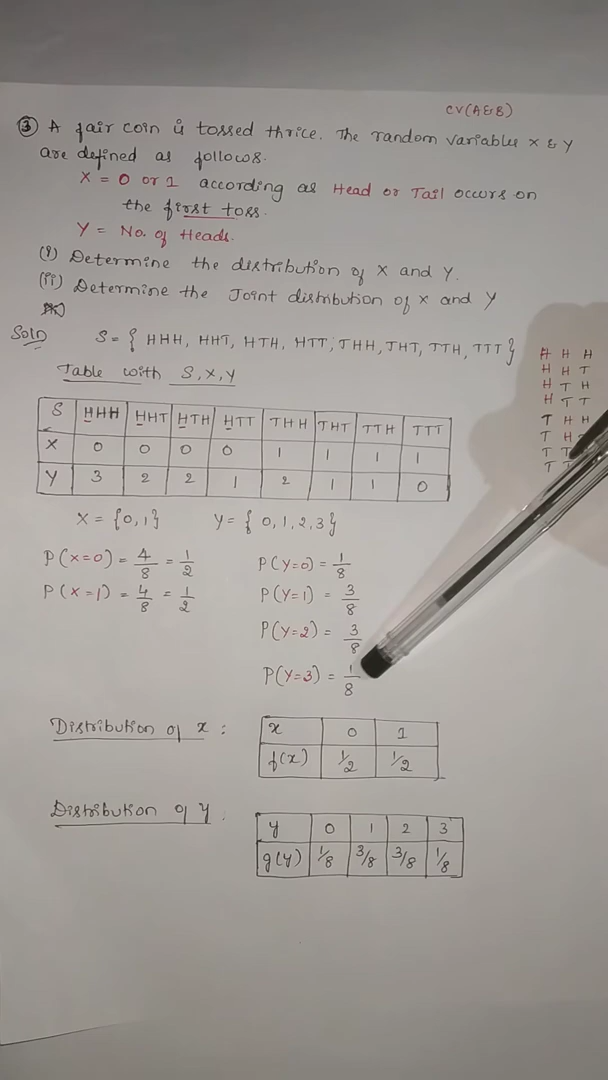 CV(A&B)
③ A fair coin is tossed thrice. The random variables X & Y
are defined as follows.
X = 0 or 1 according as Head or Tail occurs on
the first toss.
Y = No. of Heads.
(i) Determine the distribution of X and Y.
(ii) Determine the Joint distribution of X and Y
Soln S = { HHH, HHT, HTH, HTT, THH, THT, TTH, TTT }
H H H
H H T
H T H
H T T
T H H
T H
T T
T T
Table with S, X, Y
S HHH HHT HTH HTT THH THT TTH TTT
X 0 0 0 0 1 1 1 1
Y 3 2 2 1 2 1 1 0
X = {0,1} Y = { 0, 1, 2, 3 }
P(X=0) = 4/8 = 1/2 P(Y=0) = 1/8
P(X=1) = 4/8 = 1/2 P(Y=1) = 3/8
P(Y=2) = 3/8
P(Y=3) = 1/8
Distribution of X :
x 0 1
f(x) 1/2 1/2
Distribution of Y :
y 0 1 2 3
g(y) 1/8 3/8 3/8 1/8